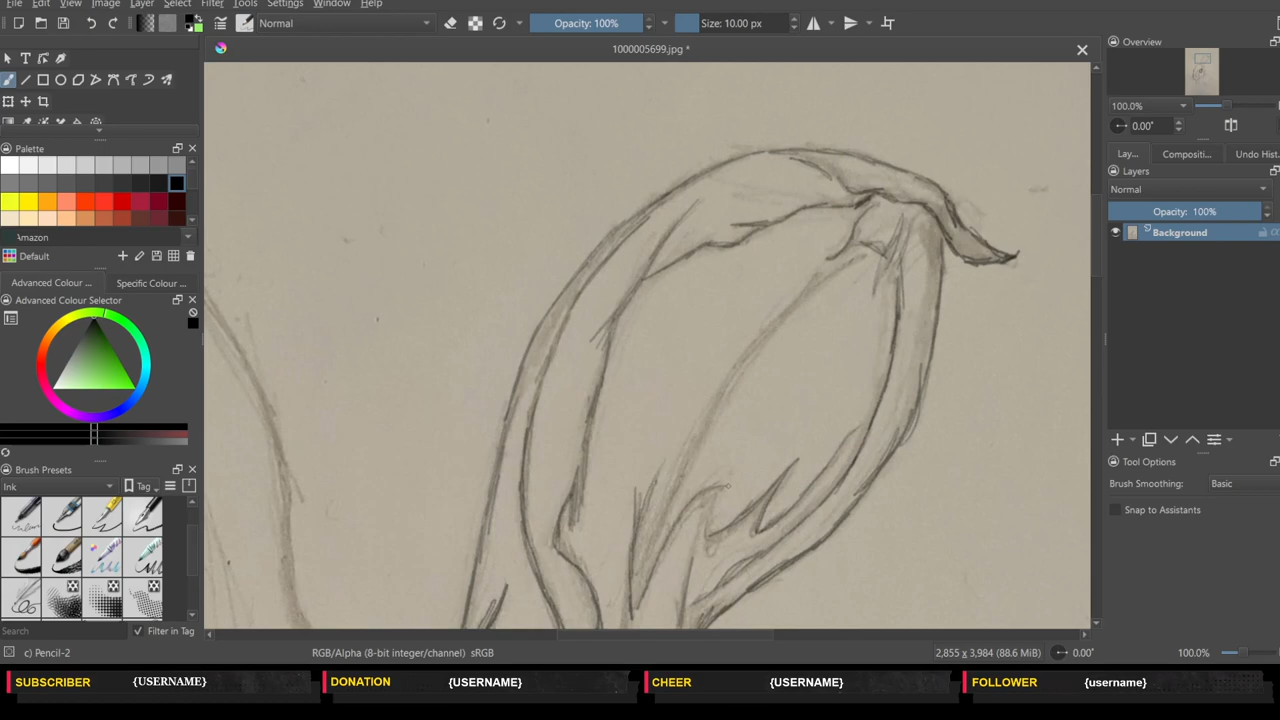 File Edit View Image Layer Select Filter Tools Settings Window Help
Normal Opacity: 100% Size: 10.00 px
1000005699.jpg *
Overview
100.0%
0.00°
Palette
Lay... Compositi... Undo Hist...
Layers
Normal
Opacity: 100%
Background
Amazon
Default
Advanced Colour ... Specific Colour ...
Advanced Colour Selector
Brush Presets
Ink Tag
Tool Options
Brush Smoothing: Basic
Snap to Assistants
Search Filter in Tag
c) Pencil-2 RGB/Alpha (8-bit integer/channel) sRGB 2,855 x 3,984 (88.6 MiB) 0.00° 100.0%
SUBSCRIBER {USERNAME} DONATION {USERNAME} CHEER {USERNAME} FOLLOWER {username}